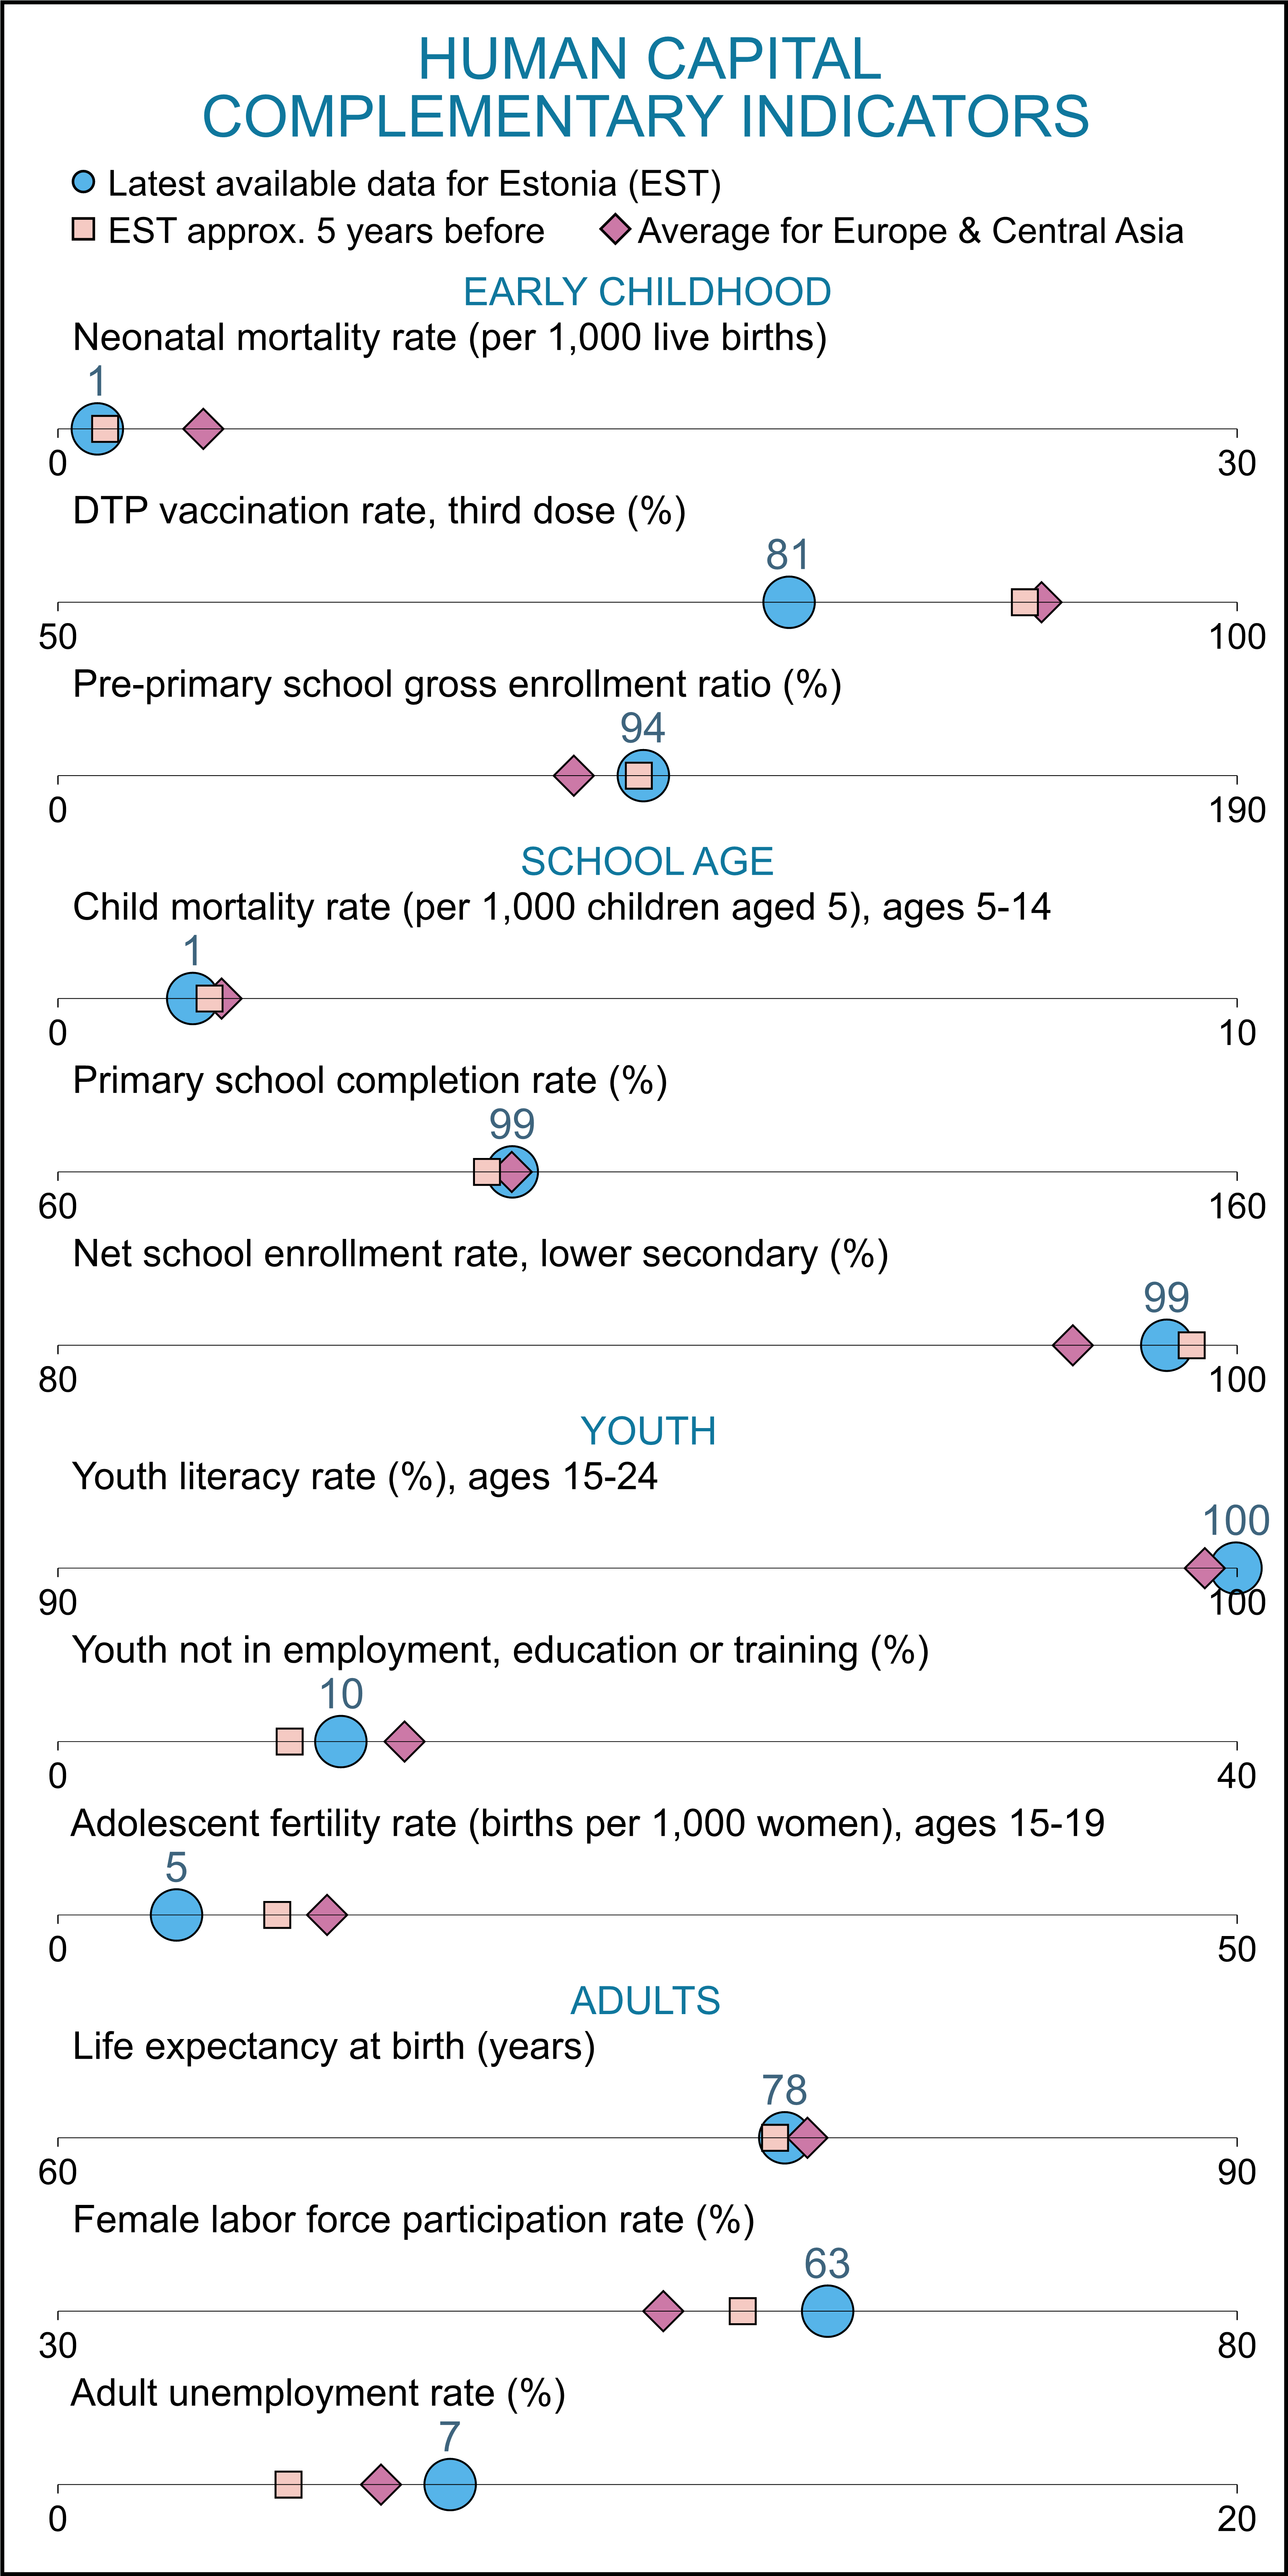 HUMAN CAPITAL
COMPLEMENTARY INDICATORS
Latest available data for Estonia (EST)
EST approx. 5 years before Average for Europe & Central Asia
EARLY CHILDHOOD
Neonatal mortality rate (per 1,000 live births)
1
0 30
DTP vaccination rate, third dose (%)
81
50 100
Pre-primary school gross enrollment ratio (%)
94
0 190
SCHOOL AGE
Child mortality rate (per 1,000 children aged 5), ages 5-14
1
0 10
Primary school completion rate (%)
99
60 160
Net school enrollment rate, lower secondary (%)
99
80 100
YOUTH
Youth literacy rate (%), ages 15-24
100
90 100
Youth not in employment, education or training (%)
10
0 40
Adolescent fertility rate (births per 1,000 women), ages 15-19
5
0 50
ADULTS
Life expectancy at birth (years)
78
60 90
Female labor force participation rate (%)
63
30 80
Adult unemployment rate (%)
7
0 20